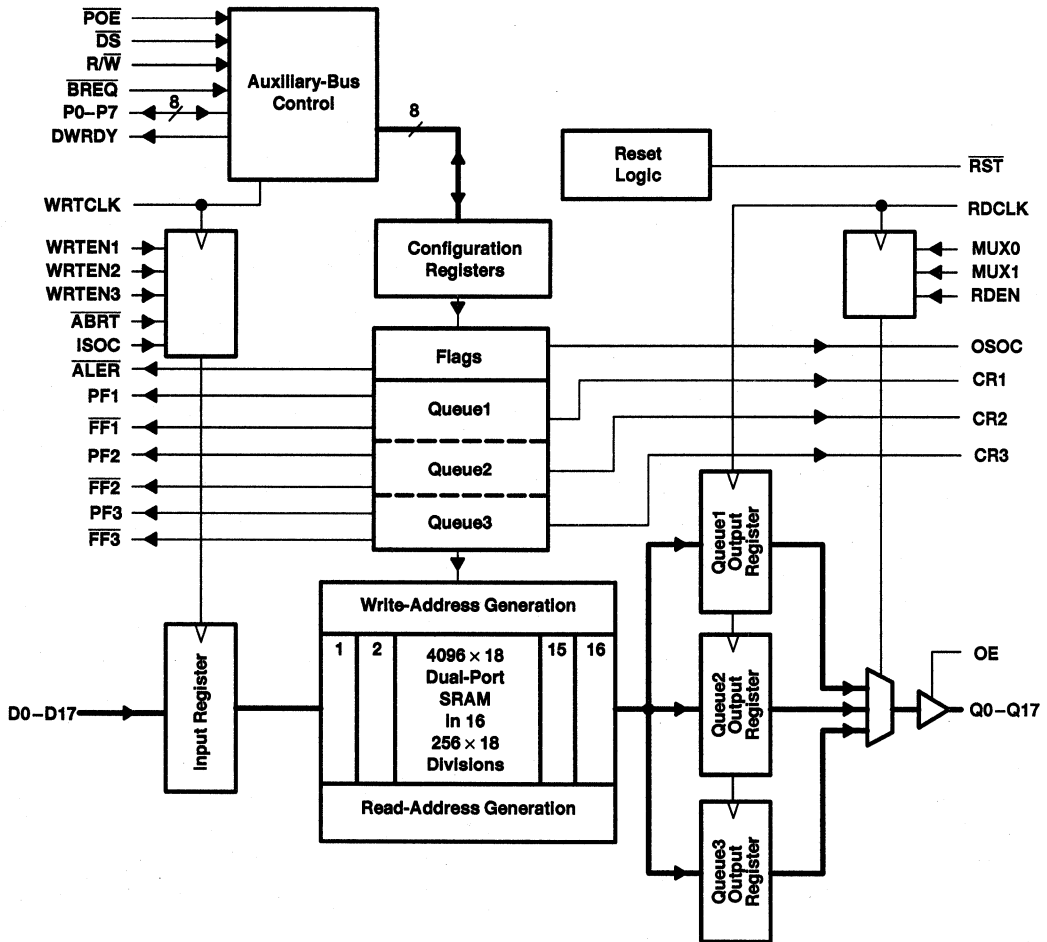 POE
DS
R/W
BREQ
P0–P7
8
DWRDY
Auxiliary-Bus
Control
8
Reset
Logic
RST
WRTCLK
RDCLK
WRTEN1
WRTEN2
WRTEN3
ABRT
ISOC
Configuration
Registers
MUX0
MUX1
RDEN
ALER
PF1
FF1
PF2
FF2
PF3
FF3
Flags
Queue1
Queue2
Queue3
OSOC
CR1
CR2
CR3
D0–D17
Input Register
Write-Address Generation
1
2
4096 × 18
Dual-Port
SRAM
In 16
256 × 18
Divisions
15
16
Read-Address Generation
Queue1
Output
Register
Queue2
Output
Register
Queue3
Output
Register
OE
Q0–Q17